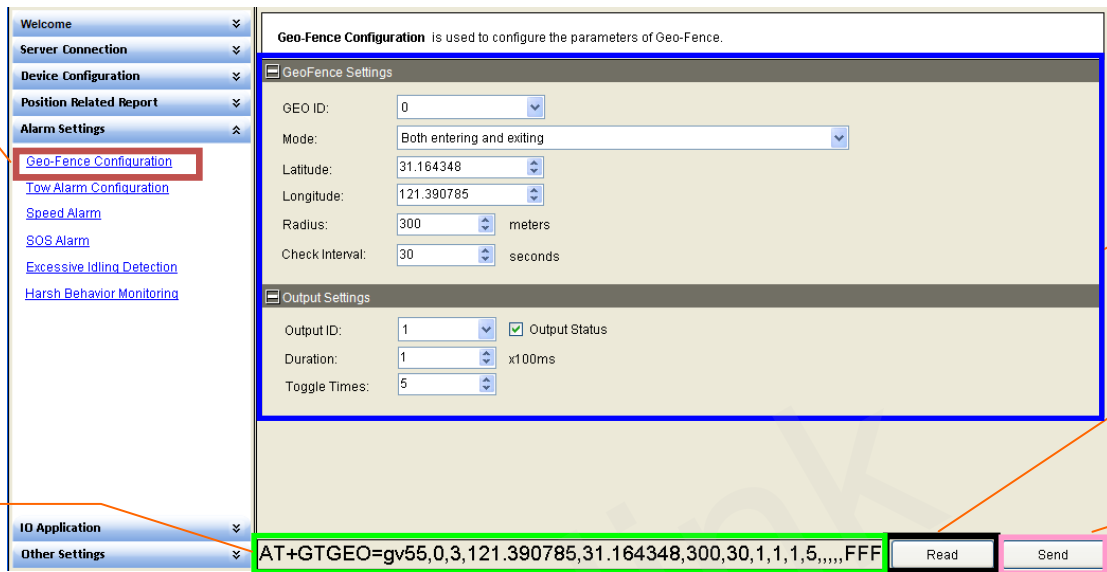 Welcome
Server Connection
Device Configuration
Position Related Report
Alarm Settings
Geo-Fence Configuration
Tow Alarm Configuration
Speed Alarm
SOS Alarm
Excessive Idling Detection
Harsh Behavior Monitoring
IO Application
Other Settings
Geo-Fence Configuration is used to configure the parameters of Geo-Fence.
GeoFence Settings
GEO ID: 0
Mode: Both entering and exiting
Latitude: 31.164348
Longitude: 121.390785
Radius: 300 meters
Check Interval: 30 seconds
Output Settings
Output ID: 1 Output Status
Duration: 1 x100ms
Toggle Times: 5
AT+GTGEO=gv55,0,3,121.390785,31.164348,300,30,1,1,1,5,,,,,FFF Read Send